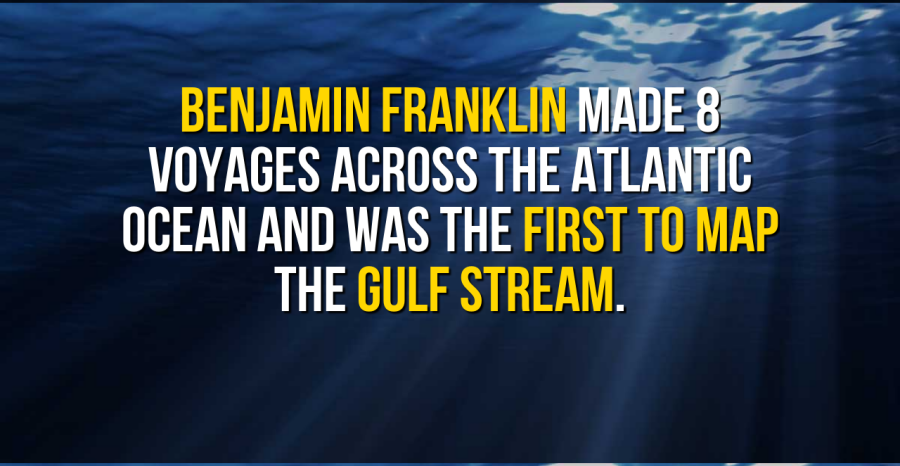 BENJAMIN FRANKLIN MADE 8
VOYAGES ACROSS THE ATLANTIC
OCEAN AND WAS THE FIRST TO MAP
THE GULF STREAM.